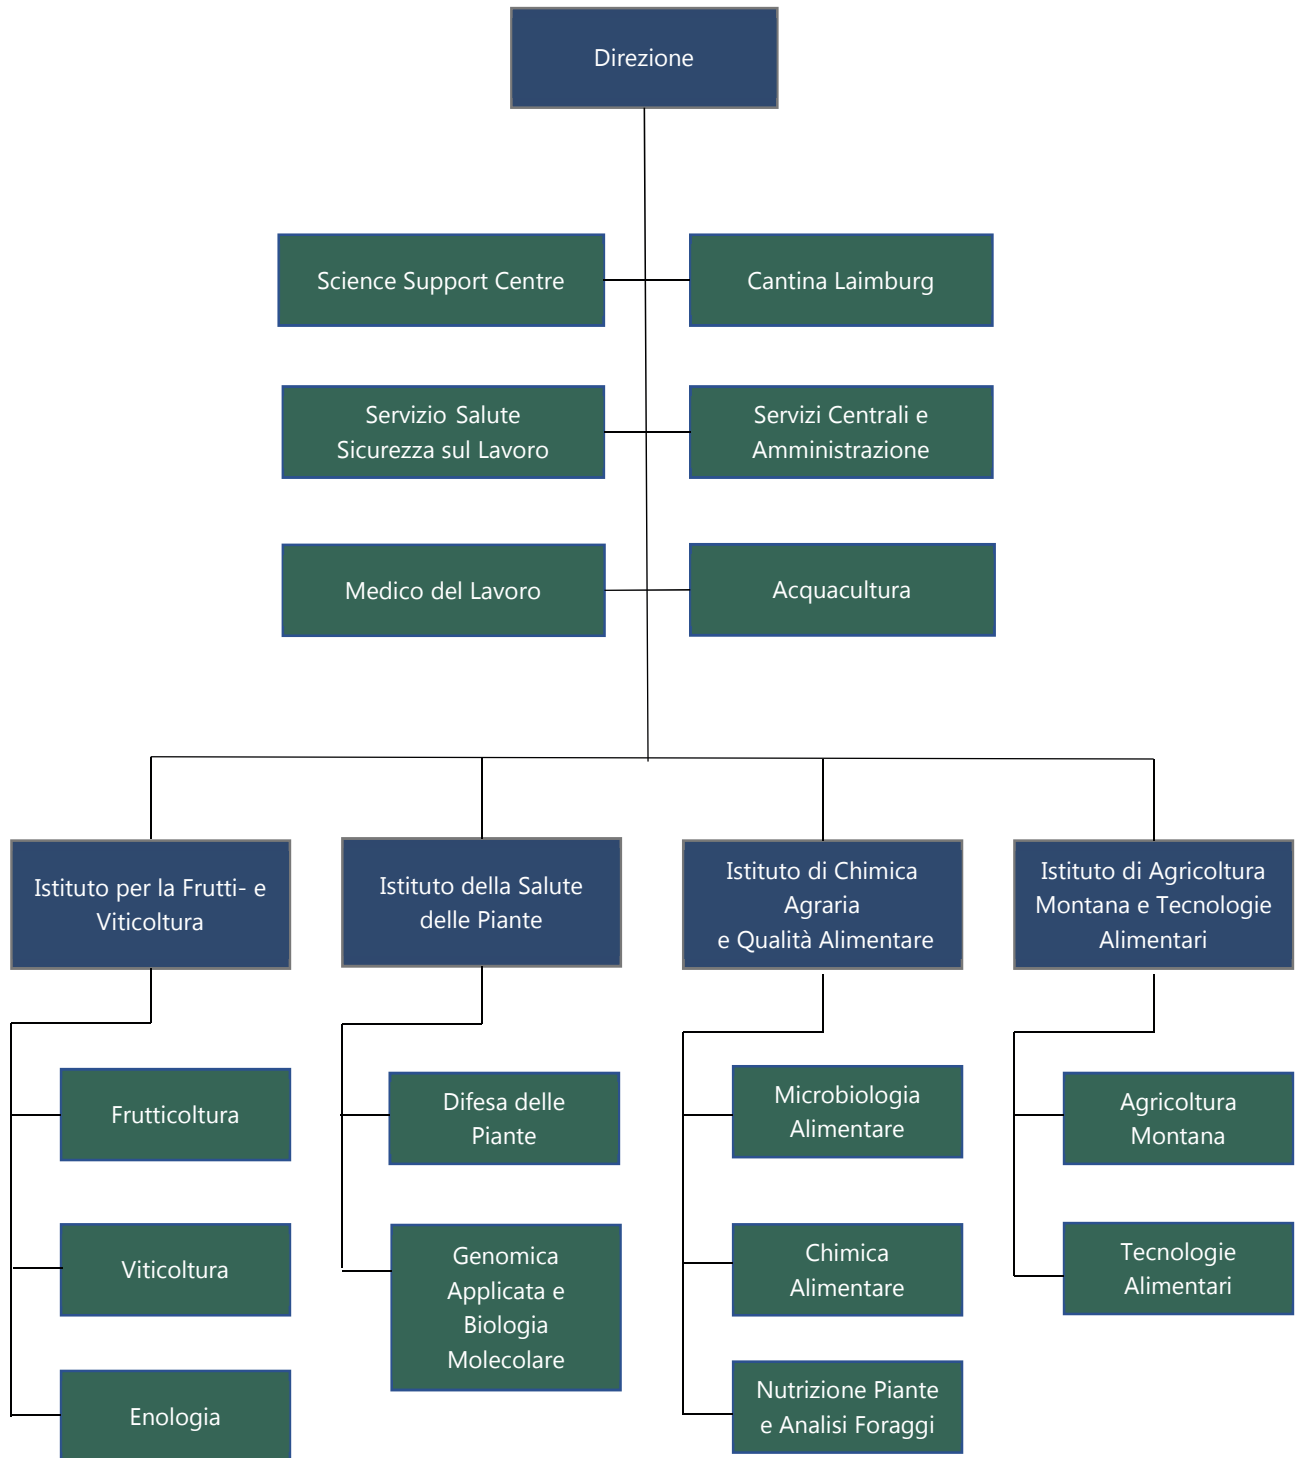 Direzione
Science Support Centre
Cantina Laimburg
Servizio Salute
Sicurezza sul Lavoro
Servizi Centrali e
Amministrazione
Medico del Lavoro
Acquacultura
Istituto per la Frutti- e
Viticoltura
Istituto della Salute
delle Piante
Istituto di Chimica
Agraria
e Qualità Alimentare
Istituto di Agricoltura
Montana e Tecnologie
Alimentari
Frutticoltura
Viticoltura
Enologia
Difesa delle
Piante
Genomica
Applicata e
Biologia
Molecolare
Microbiologia
Alimentare
Chimica
Alimentare
Nutrizione Piante
e Analisi Foraggi
Agricoltura
Montana
Tecnologie
Alimentari